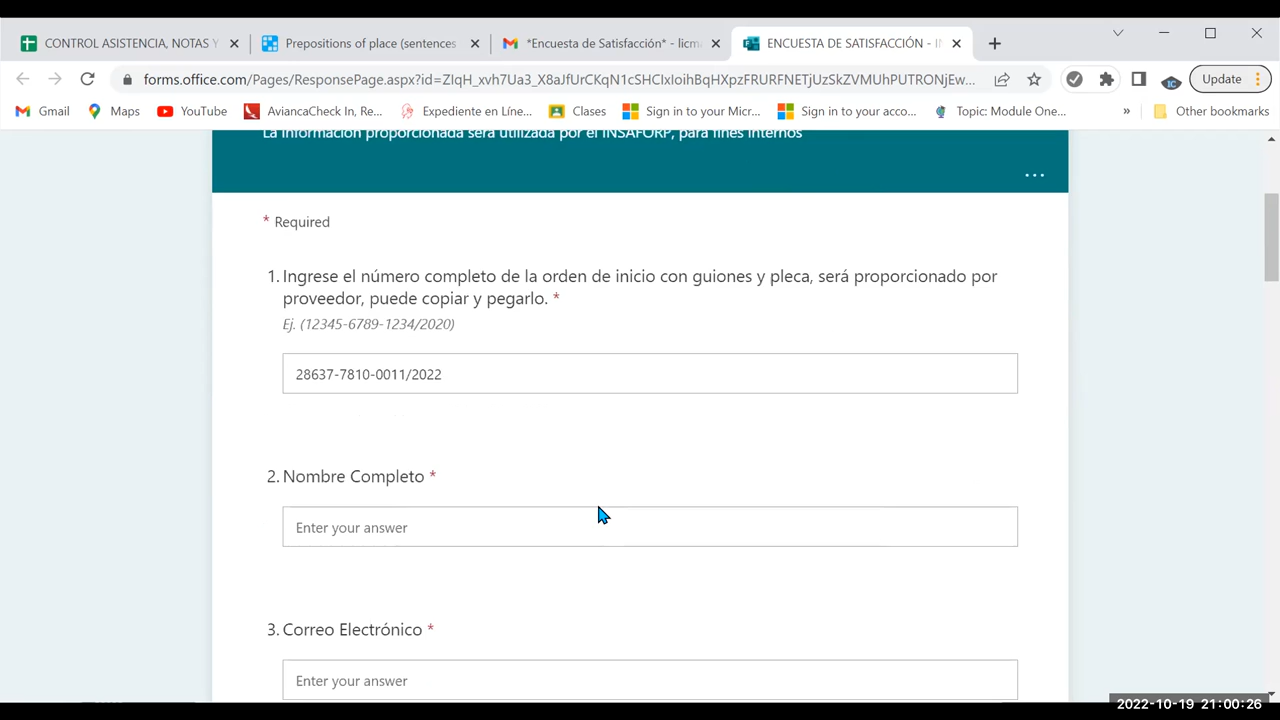 CONTROL ASISTENCIA, NOTAS Y
Prepositions of place (sentences
*Encuesta de Satisfacción* - licm
ENCUESTA DE SATISFACCIÓN - IN
forms.office.com/Pages/ResponsePage.aspx?id=ZIqH_xvh7Ua3_X8aJfUrCKqN1cSHCIxIoihBqHXpzFRURFNETjUzSkZVMUhPUTRONjEw...
Update
Gmail
Maps
YouTube
AviancaCheck In, Re...
Expediente en Líne...
Clases
Sign in to your Micr...
Sign in to your acco...
Topic: Module One...
»
Other bookmarks
La información proporcionada será utilizada por el INSAFORP, para fines internos
...
* Required
1. Ingrese el número completo de la orden de inicio con guiones y pleca, será proporcionado por
proveedor, puede copiar y pegarlo. *
Ej. (12345-6789-1234/2020)
28637-7810-0011/2022
2. Nombre Completo *
Enter your answer
3. Correo Electrónico *
Enter your answer
2022-10-19 21:00:26